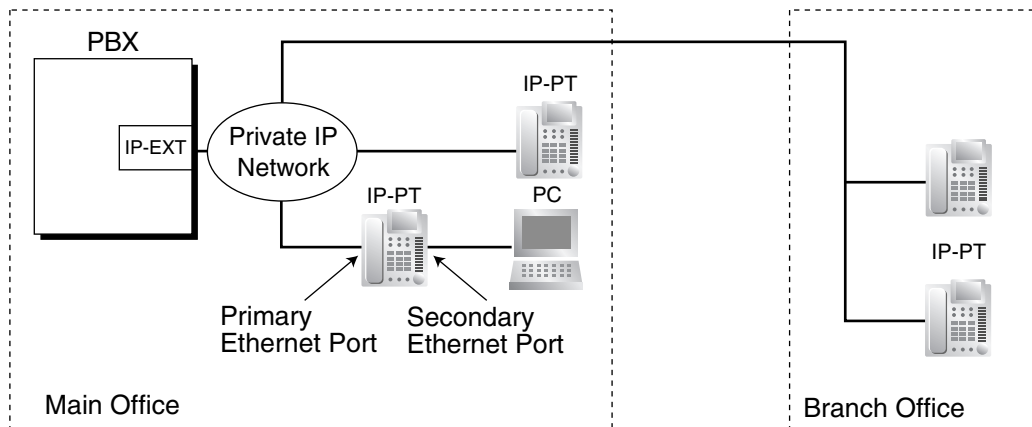 PBX
IP-EXT
Private IP
Network
IP-PT
IP-PT
PC
Primary
Ethernet Port
Secondary
Ethernet Port
Main Office
IP-PT
Branch Office